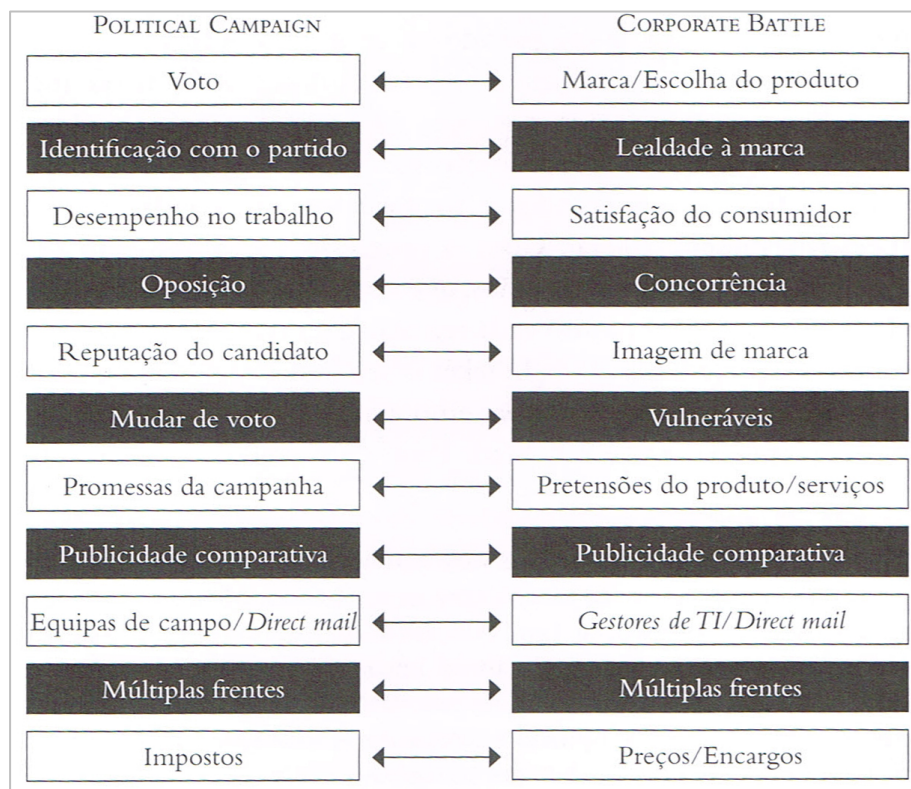 POLITICAL CAMPAIGN CORPORATE BATTLE
Voto Marca/Escolha do produto
Identificação com o partido Lealdade à marca
Desempenho no trabalho Satisfação do consumidor
Oposição Concorrência
Reputação do candidato Imagem de marca
Mudar de voto Vulneráveis
Promessas da campanha Pretensões do produto/serviços
Publicidade comparativa Publicidade comparativa
Equipas de campo/Direct mail Gestores de TI/Direct mail
Múltiplas frentes Múltiplas frentes
Impostos Preços/Encargos